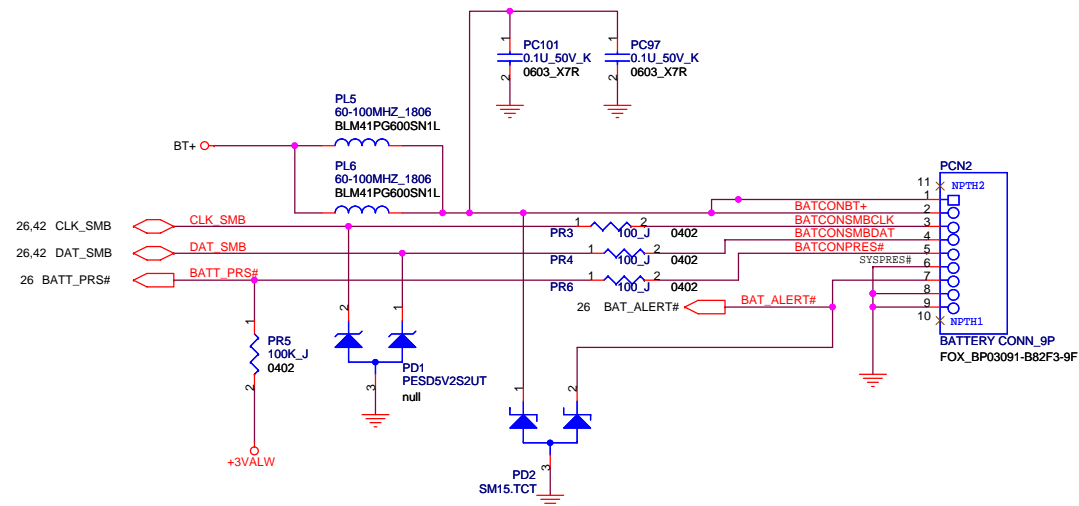 1
PC101
0.1U_50V_K
0603_X7R
2
1
PC97
0.1U_50V_K
0603_X7R
2
PL5
60-100MHZ_1806
BLM41PG600SN1L
BT+
PL6
60-100MHZ_1806
BLM41PG600SN1L
PCN2
11
NPTH2
1
BATCONBT+
2
26,42 CLK_SMB
CLK_SMB
1
2
PR3
100_J
0402
BATCONSMBCLK
3
26,42 DAT_SMB
DAT_SMB
1
2
PR4
100_J
0402
BATCONSMBDAT
4
26 BATT_PRS#
BATT_PRS#
1
2
PR6
100_J
0402
BATCONPRES#
5
SYSPRES#
6
7
26 BAT_ALERT#
BAT_ALERT#
8
9
10
NPTH1
BATTERY CONN_9P
FOX_BP03091-B82F3-9F
1
PR5
100K_J
0402
2
+3VALW
2
1
PD1
PESD5V2S2UT
null
3
1
2
PD2
SM15.TCT
3